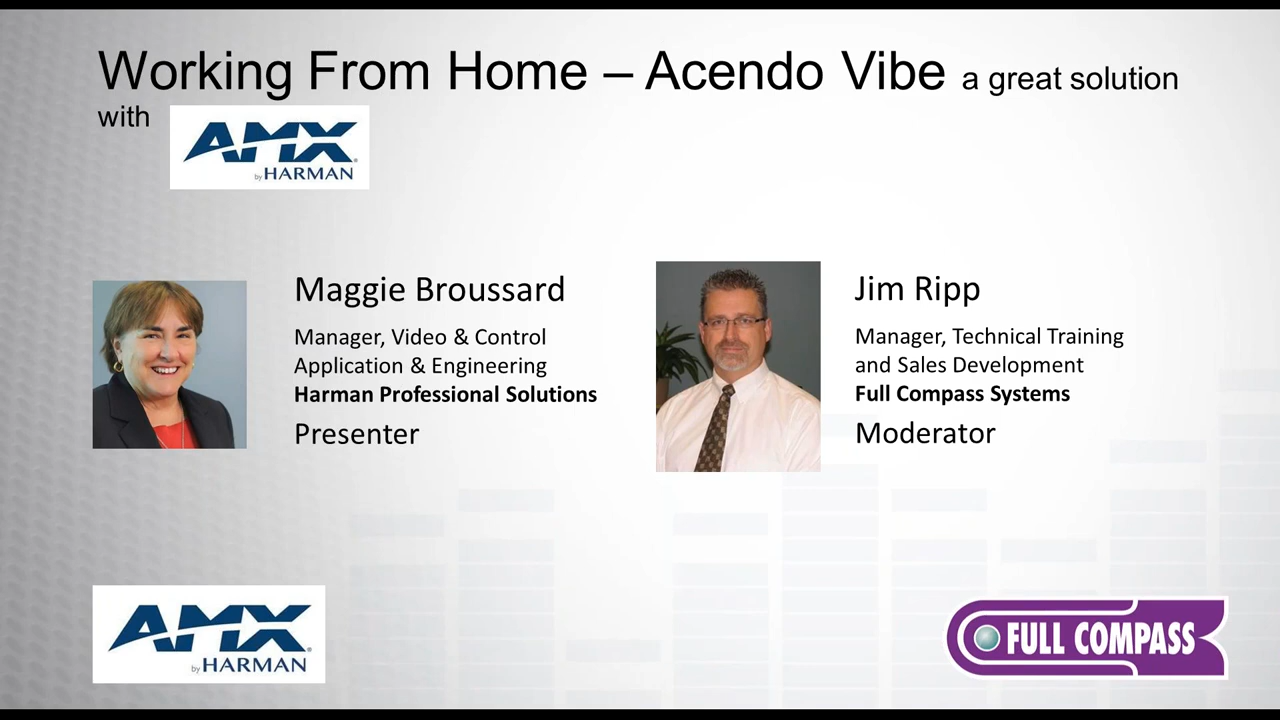 Working From Home – Acendo Vibe a great solution
with AMX
by HARMAN
Maggie Broussard
Manager, Video & Control
Application & Engineering
Harman Professional Solutions
Presenter
Jim Ripp
Manager, Technical Training
and Sales Development
Full Compass Systems
Moderator
AMX
by HARMAN
FULL COMPASS